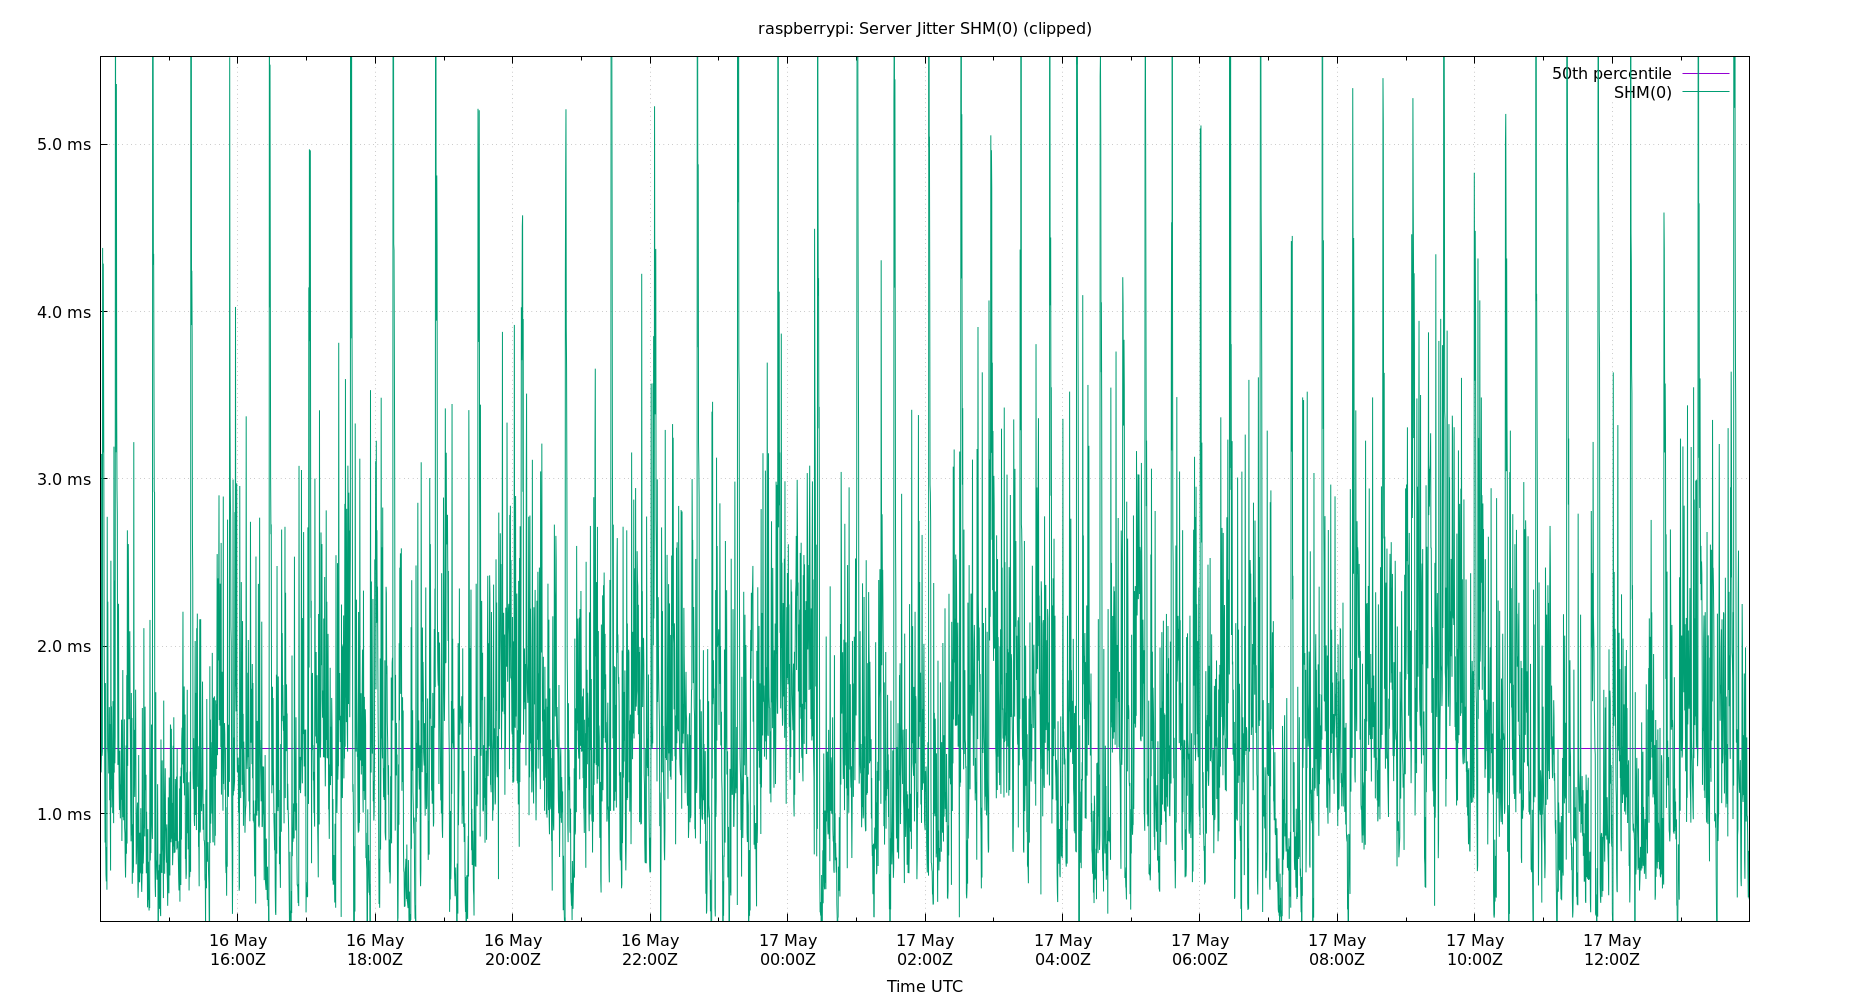 raspberrypi: Server Jitter SHM(0) (clipped)
50th percentile
SHM(0)
5.0 ms
4.0 ms
3.0 ms
2.0 ms
1.0 ms
16 May 16 May 16 May 16 May 17 May 17 May 17 May 17 May 17 May 17 May 17 May
16:00Z 18:00Z 20:00Z 22:00Z 00:00Z 02:00Z 04:00Z 06:00Z 08:00Z 10:00Z 12:00Z
Time UTC